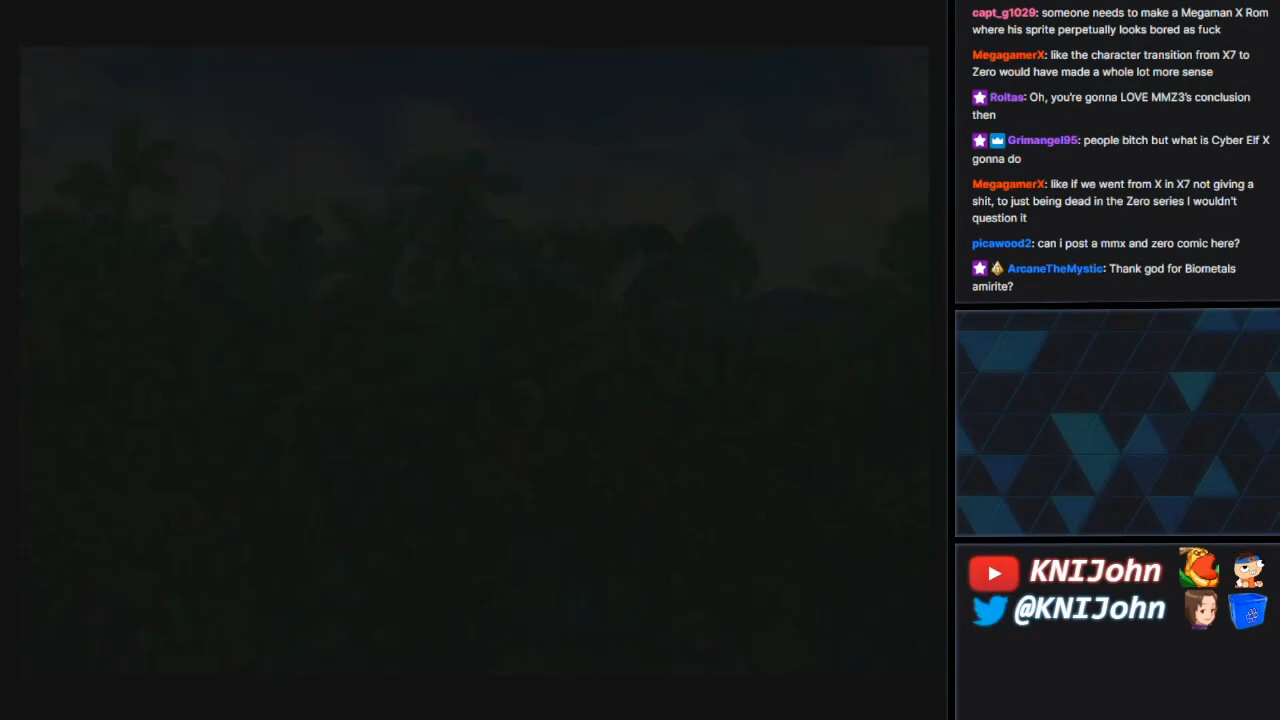 capt_g1029: someone needs to make a Megaman X Rom
where his sprite perpetually looks bored as fuck
MegagamerX: like the character transition from X7 to
Zero would have made a whole lot more sense
Roltas: Oh, you're gonna LOVE MMZ3's conclusion
then
Grimangel95: people bitch but what is Cyber Elf X
gonna do
MegagamerX: like if we went from X in X7 not giving a
shit, to just being dead in the Zero series I wouldn't
question it
picawood2: can i post a mmx and zero comic here?
ArcaneTheMystic: Thank god for Biometals
amirite?
KNIJohn
@KNIJohn